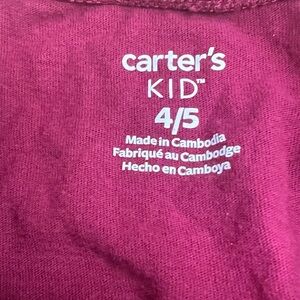 carter's
KID™
4/5
Made in Cambodia
Fabriqué au Cambodge
Hecho en Camboya